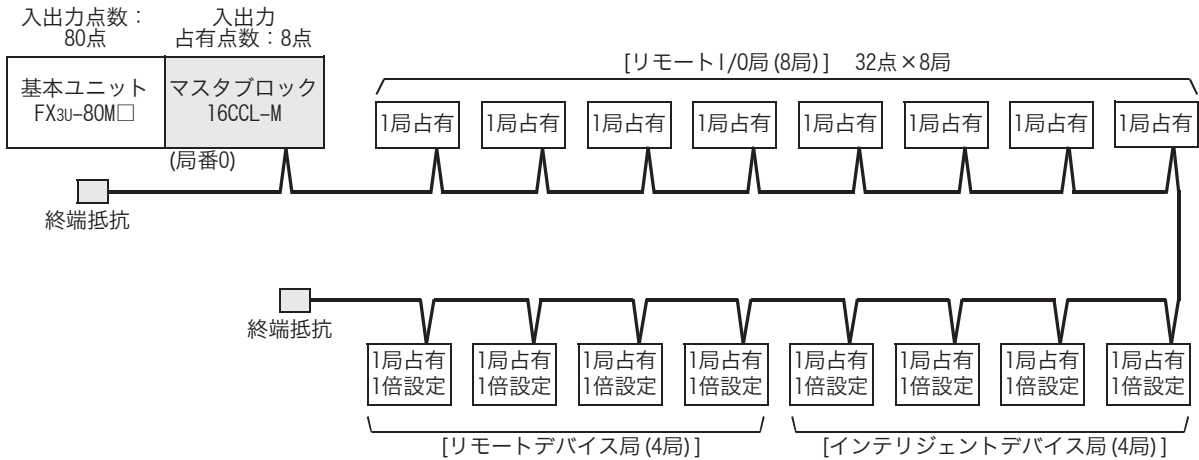 入出力点数:
80点
入出力
占有点数:8点
基本ユニット
FX3U-80M□
マスタブロック
16CCL-M
(局番0)
終端抵抗
[リモートI/O局(8局)] 32点×8局
1局占有
1局占有
1局占有
1局占有
1局占有
1局占有
1局占有
1局占有
終端抵抗
1局占有
1倍設定
1局占有
1倍設定
1局占有
1倍設定
1局占有
1倍設定
1局占有
1倍設定
1局占有
1倍設定
1局占有
1倍設定
1局占有
1倍設定
[リモートデバイス局(4局)]
[インテリジェントデバイス局(4局)]